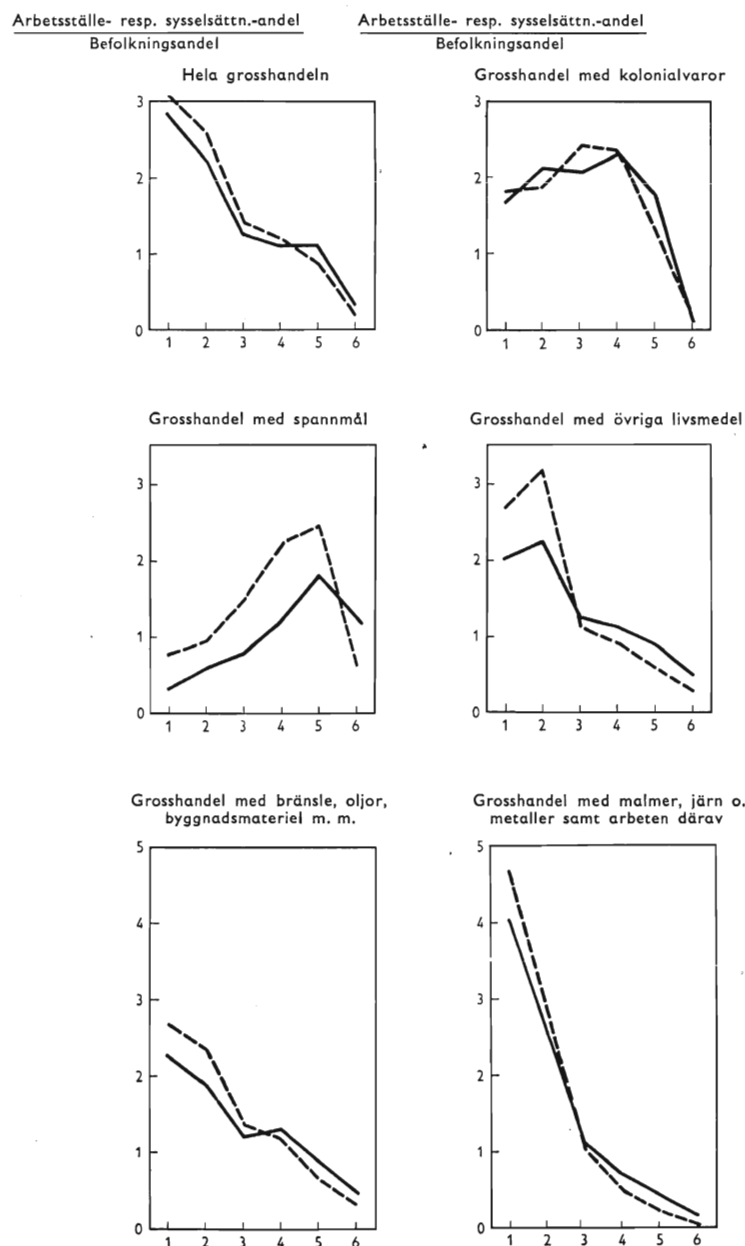 Arbetsställe- resp. sysselsättn.-andel
Befolkningsandel
Arbetsställe- resp. sysselsättn.-andel
Befolkningsandel
Hela grosshandeln
3
2
1
0
1 2 3 4 5 6
Grosshandel med kolonialvaror
3
2
1
0
1 2 3 4 5 6
Grosshandel med spannmål
3
2
1
0
1 2 3 4 5 6
Grosshandel med övriga livsmedel
3
2
1
0
1 2 3 4 5 6
Grosshandel med bränsle, oljor,
byggnadsmateriel m. m.
5
4
3
2
1
0
1 2 3 4 5 6
Grosshandel med malmer, järn o.
metaller samt arbeten därav
5
4
3
2
1
0
1 2 3 4 5 6